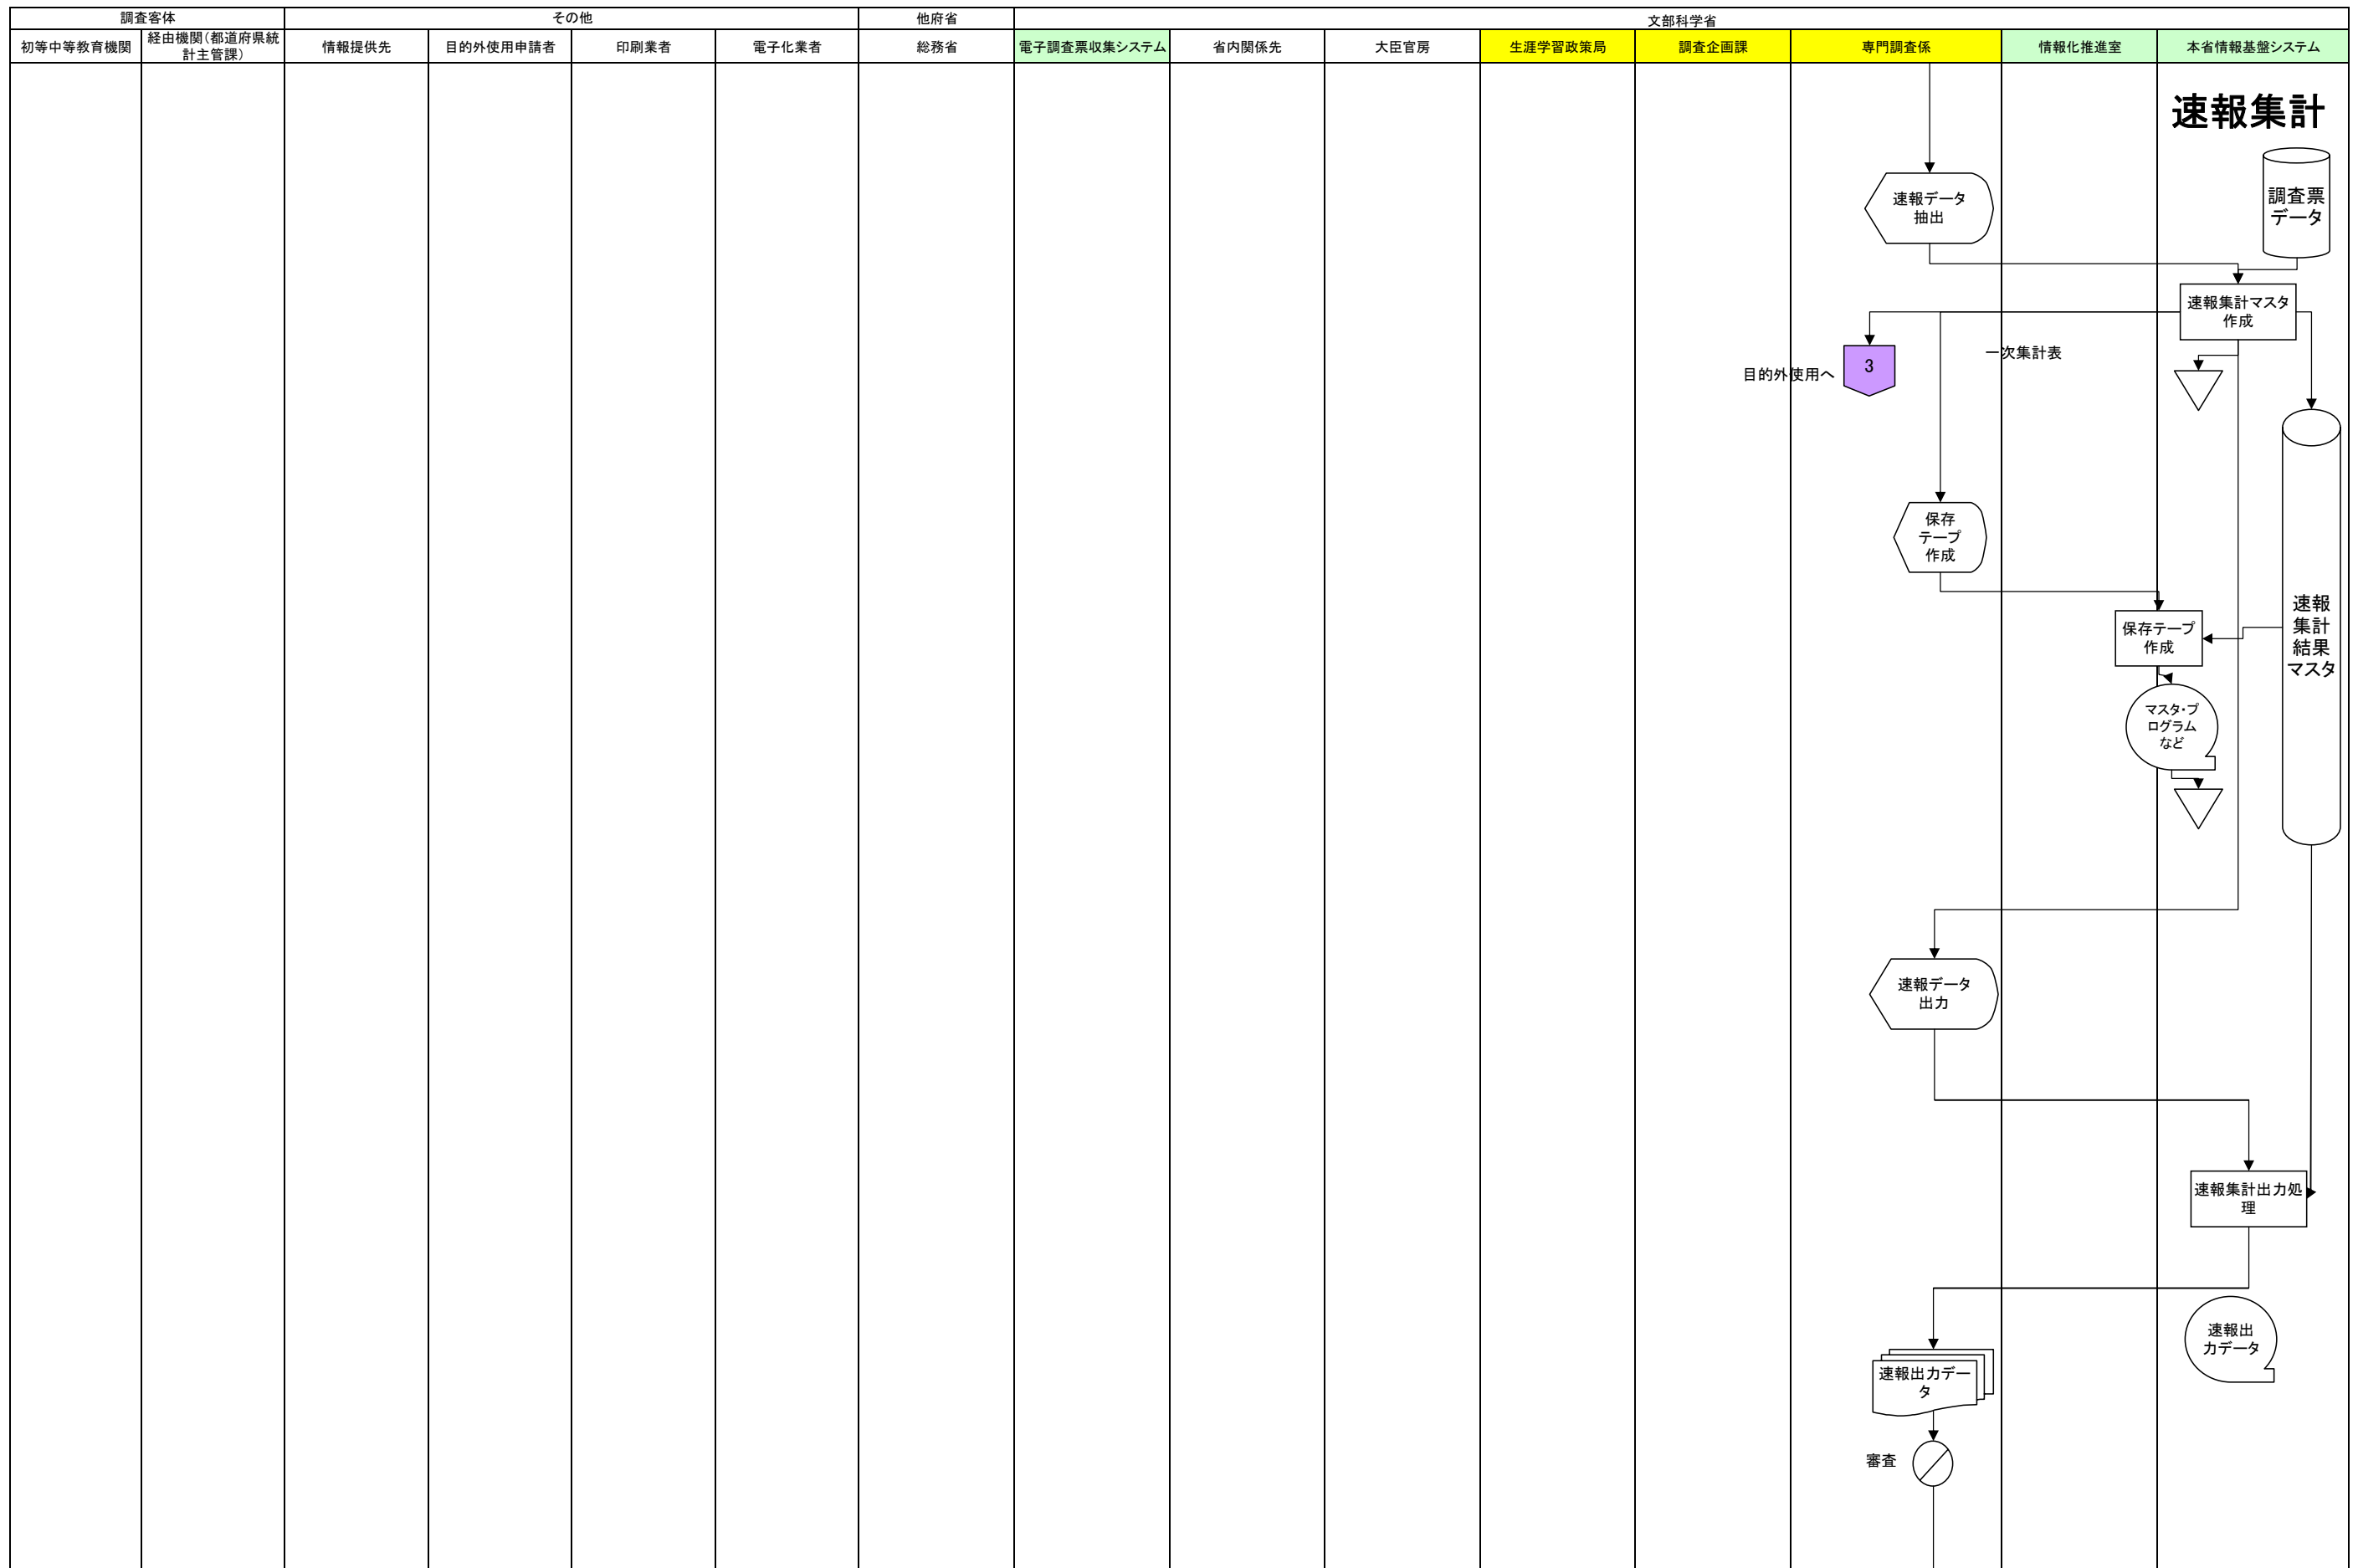 調査客体
その他
他府省
文部科学省
初等中等教育機関
経由機関（都道府県統
計主管課）
情報提供先
目的外使用申請者
印刷業者
電子化業者
総務省
電子調査票収集システム
省内関係先
大臣官房
生涯学習政策局
調査企画課
専門調査係
情報化推進室
本省情報基盤システム
速報集計
速報データ
抽出
調査票
データ
速報集計マスタ
作成
3
目的外使用へ
一次集計表
保存
テープ
作成
保存テープ
作成
速報
集計
結果
マスタ
マスタ・プ
ログラム
など
速報データ
出力
速報集計出力処
理
速報出
力データ
速報出力デー
タ
審査